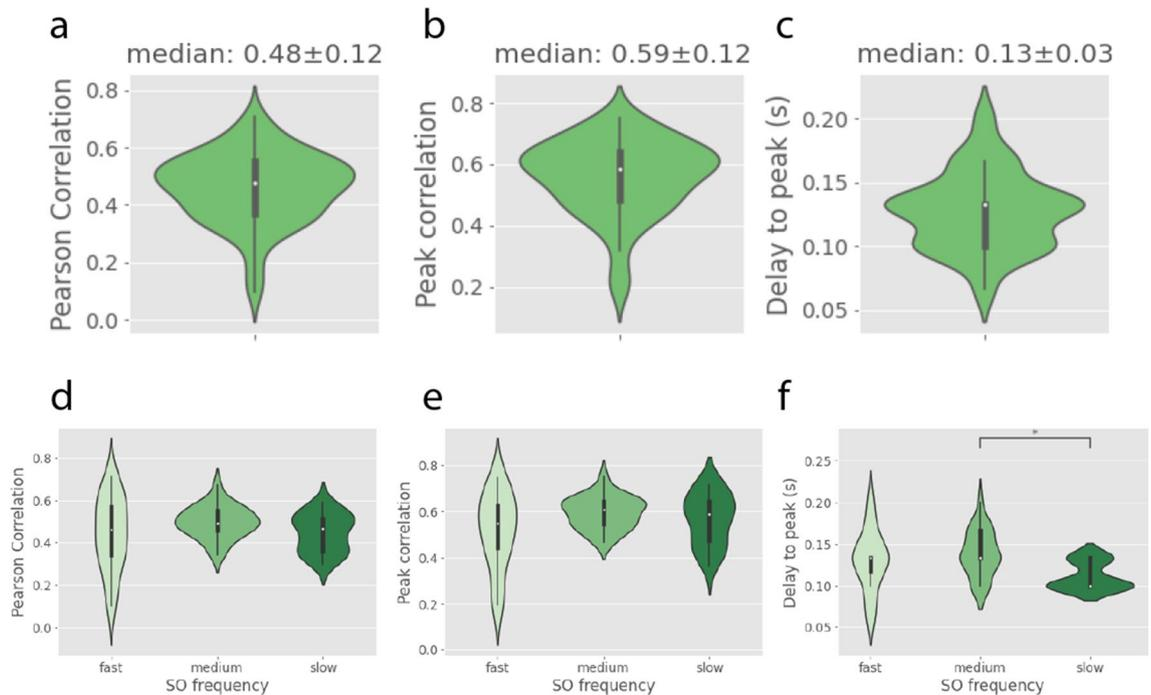 a
median: 0.48±0.12
Pearson Correlation
0.8
0.6
0.4
0.2
0.0
b
median: 0.59±0.12
Peak correlation
0.8
0.6
0.4
0.2
c
median: 0.13±0.03
Delay to peak (s)
0.20
0.15
0.10
0.05
d
Pearson Correlation
0.8
0.6
0.4
0.2
0.0
fast medium slow
SO frequency
e
Peak correlation
0.8
0.6
0.4
0.2
0.0
fast medium slow
SO frequency
f
*
Delay to peak (s)
0.25
0.20
0.15
0.10
0.05
fast medium slow
SO frequency